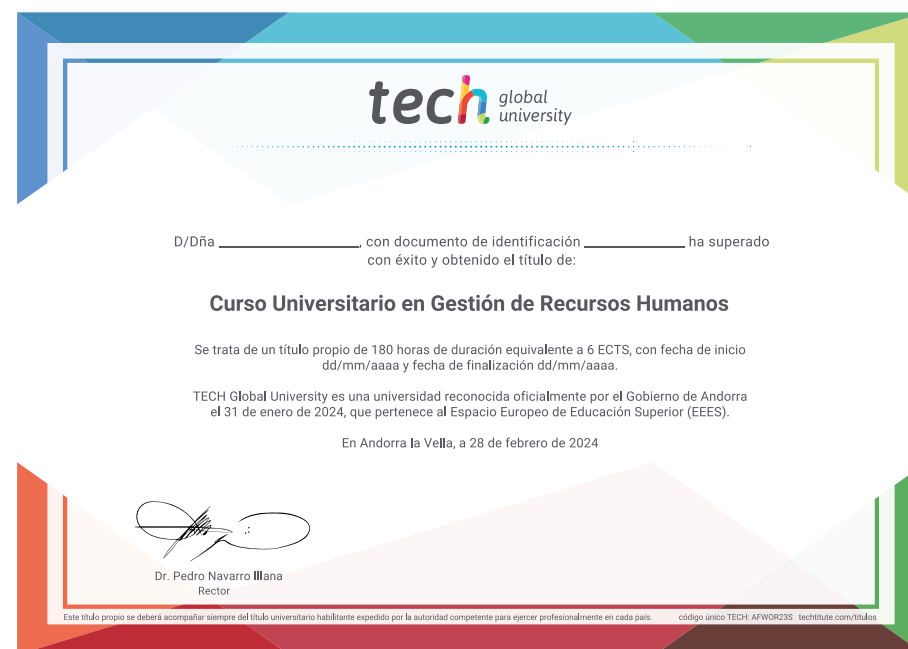 tech global university
D/Dña ____________________, con documento de identificación ______________ ha superado
con éxito y obtenido el título de:
Curso Universitario en Gestión de Recursos Humanos
Se trata de un título propio de 180 horas de duración equivalente a 6 ECTS, con fecha de inicio
dd/mm/aaaa y fecha de finalización dd/mm/aaaa.
TECH Global University es una universidad reconocida oficialmente por el Gobierno de Andorra
el 31 de enero de 2024, que pertenece al Espacio Europeo de Educación Superior (EEES).
En Andorra la Vella, a 28 de febrero de 2024
Dr. Pedro Navarro Illana
Rector
Este título propio se deberá acompañar siempre del título universitario habilitante expedido por la autoridad competente para ejercer profesionalmente en cada país. código único TECH: AFWOR23S techtitute.com/titulos